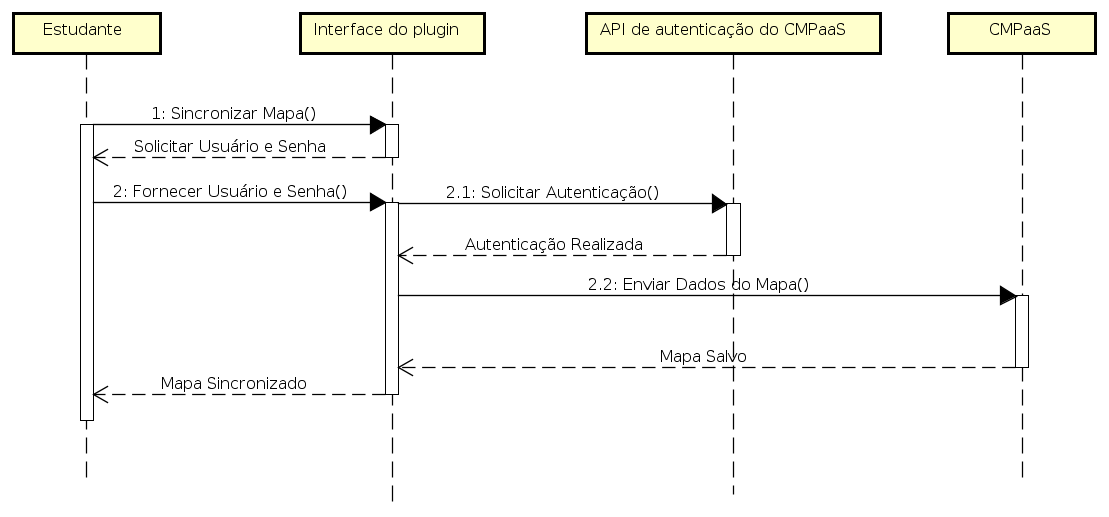 Estudante
Interface do plugin
API de autenticação do CMPaaS
CMPaaS
1: Sincronizar Mapa()
Solicitar Usuário e Senha
2: Fornecer Usuário e Senha()
2.1: Solicitar Autenticação()
Autenticação Realizada
2.2: Enviar Dados do Mapa()
Mapa Salvo
Mapa Sincronizado